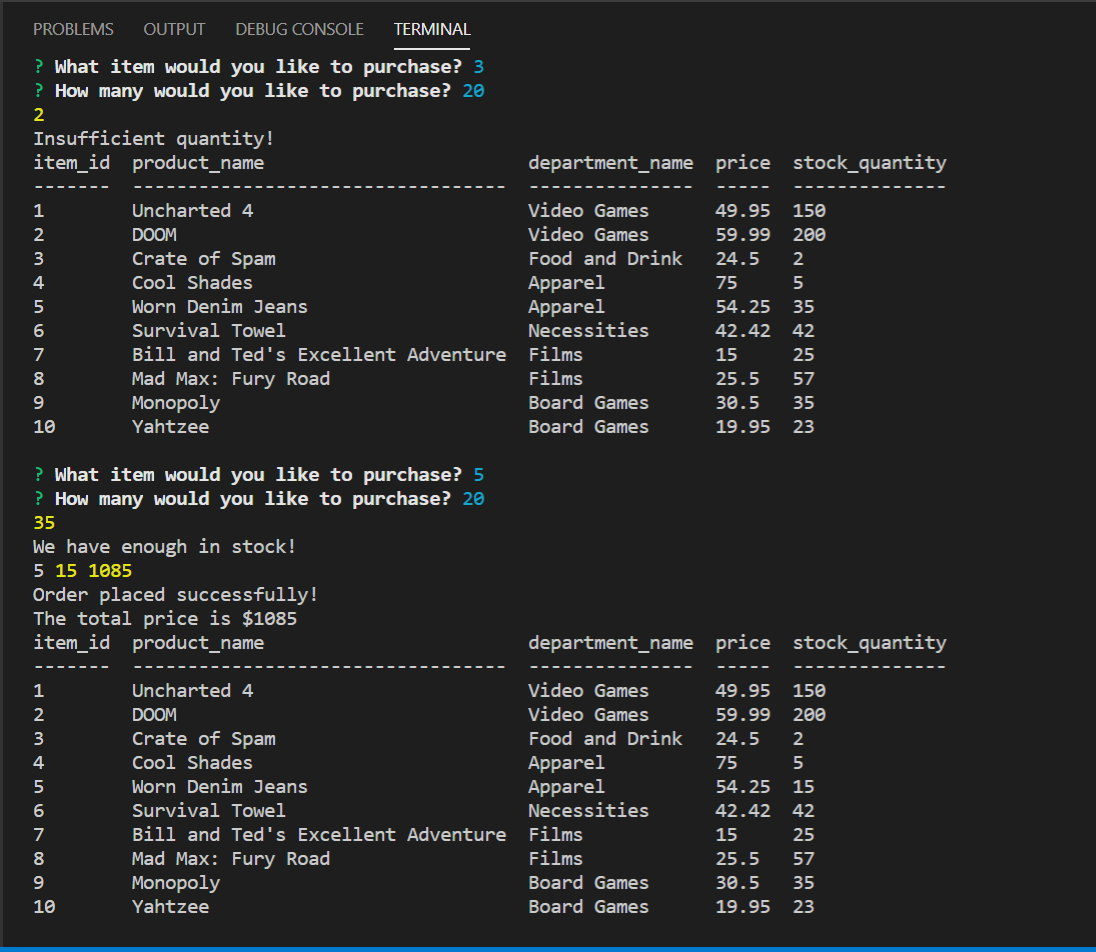 PROBLEMS OUTPUT DEBUG CONSOLE TERMINAL
? What item would you like to purchase? 3
? How many would you like to purchase? 20
2
Insufficient quantity!
item_id  product_name                        department_name  price  stock_quantity
-------  ----------------------------------  ---------------  -----  --------------
1        Uncharted 4                         Video Games      49.95  150
2        DOOM                                Video Games      59.99  200
3        Crate of Spam                       Food and Drink   24.5   2
4        Cool Shades                         Apparel          75     5
5        Worn Denim Jeans                    Apparel          54.25  35
6        Survival Towel                      Necessities      42.42  42
7        Bill and Ted's Excellent Adventure  Films            15     25
8        Mad Max: Fury Road                  Films            25.5   57
9        Monopoly                            Board Games      30.5   35
10       Yahtzee                             Board Games      19.95  23
? What item would you like to purchase? 5
? How many would you like to purchase? 20
35
We have enough in stock!
5 15 1085
Order placed successfully!
The total price is $1085
item_id  product_name                        department_name  price  stock_quantity
-------  ----------------------------------  ---------------  -----  --------------
1        Uncharted 4                         Video Games      49.95  150
2        DOOM                                Video Games      59.99  200
3        Crate of Spam                       Food and Drink   24.5   2
4        Cool Shades                         Apparel          75     5
5        Worn Denim Jeans                    Apparel          54.25  15
6        Survival Towel                      Necessities      42.42  42
7        Bill and Ted's Excellent Adventure  Films            15     25
8        Mad Max: Fury Road                  Films            25.5   57
9        Monopoly                            Board Games      30.5   35
10       Yahtzee                             Board Games      19.95  23